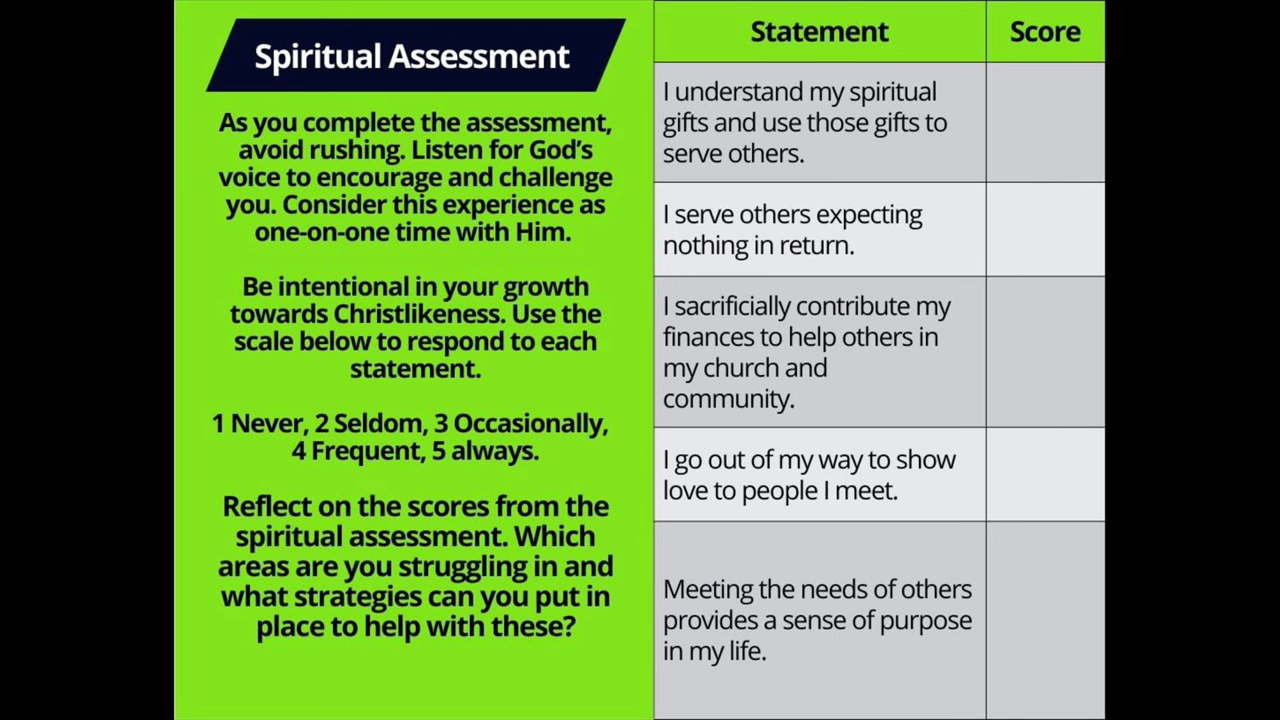 Spiritual Assessment
As you complete the assessment,
avoid rushing. Listen for God's
voice to encourage and challenge
you. Consider this experience as
one-on-one time with Him.
Be intentional in your growth
towards Christlikeness. Use the
scale below to respond to each
statement.
1 Never, 2 Seldom, 3 Occasionally,
4 Frequent, 5 always.
Reflect on the scores from the
spiritual assessment. Which
areas are you struggling in and
what strategies can you put in
place to help with these?
Statement
Score
I understand my spiritual
gifts and use those gifts to
serve others.
I serve others expecting
nothing in return.
I sacrificially contribute my
finances to help others in
my church and
community.
I go out of my way to show
love to people I meet.
Meeting the needs of others
provides a sense of purpose
in my life.